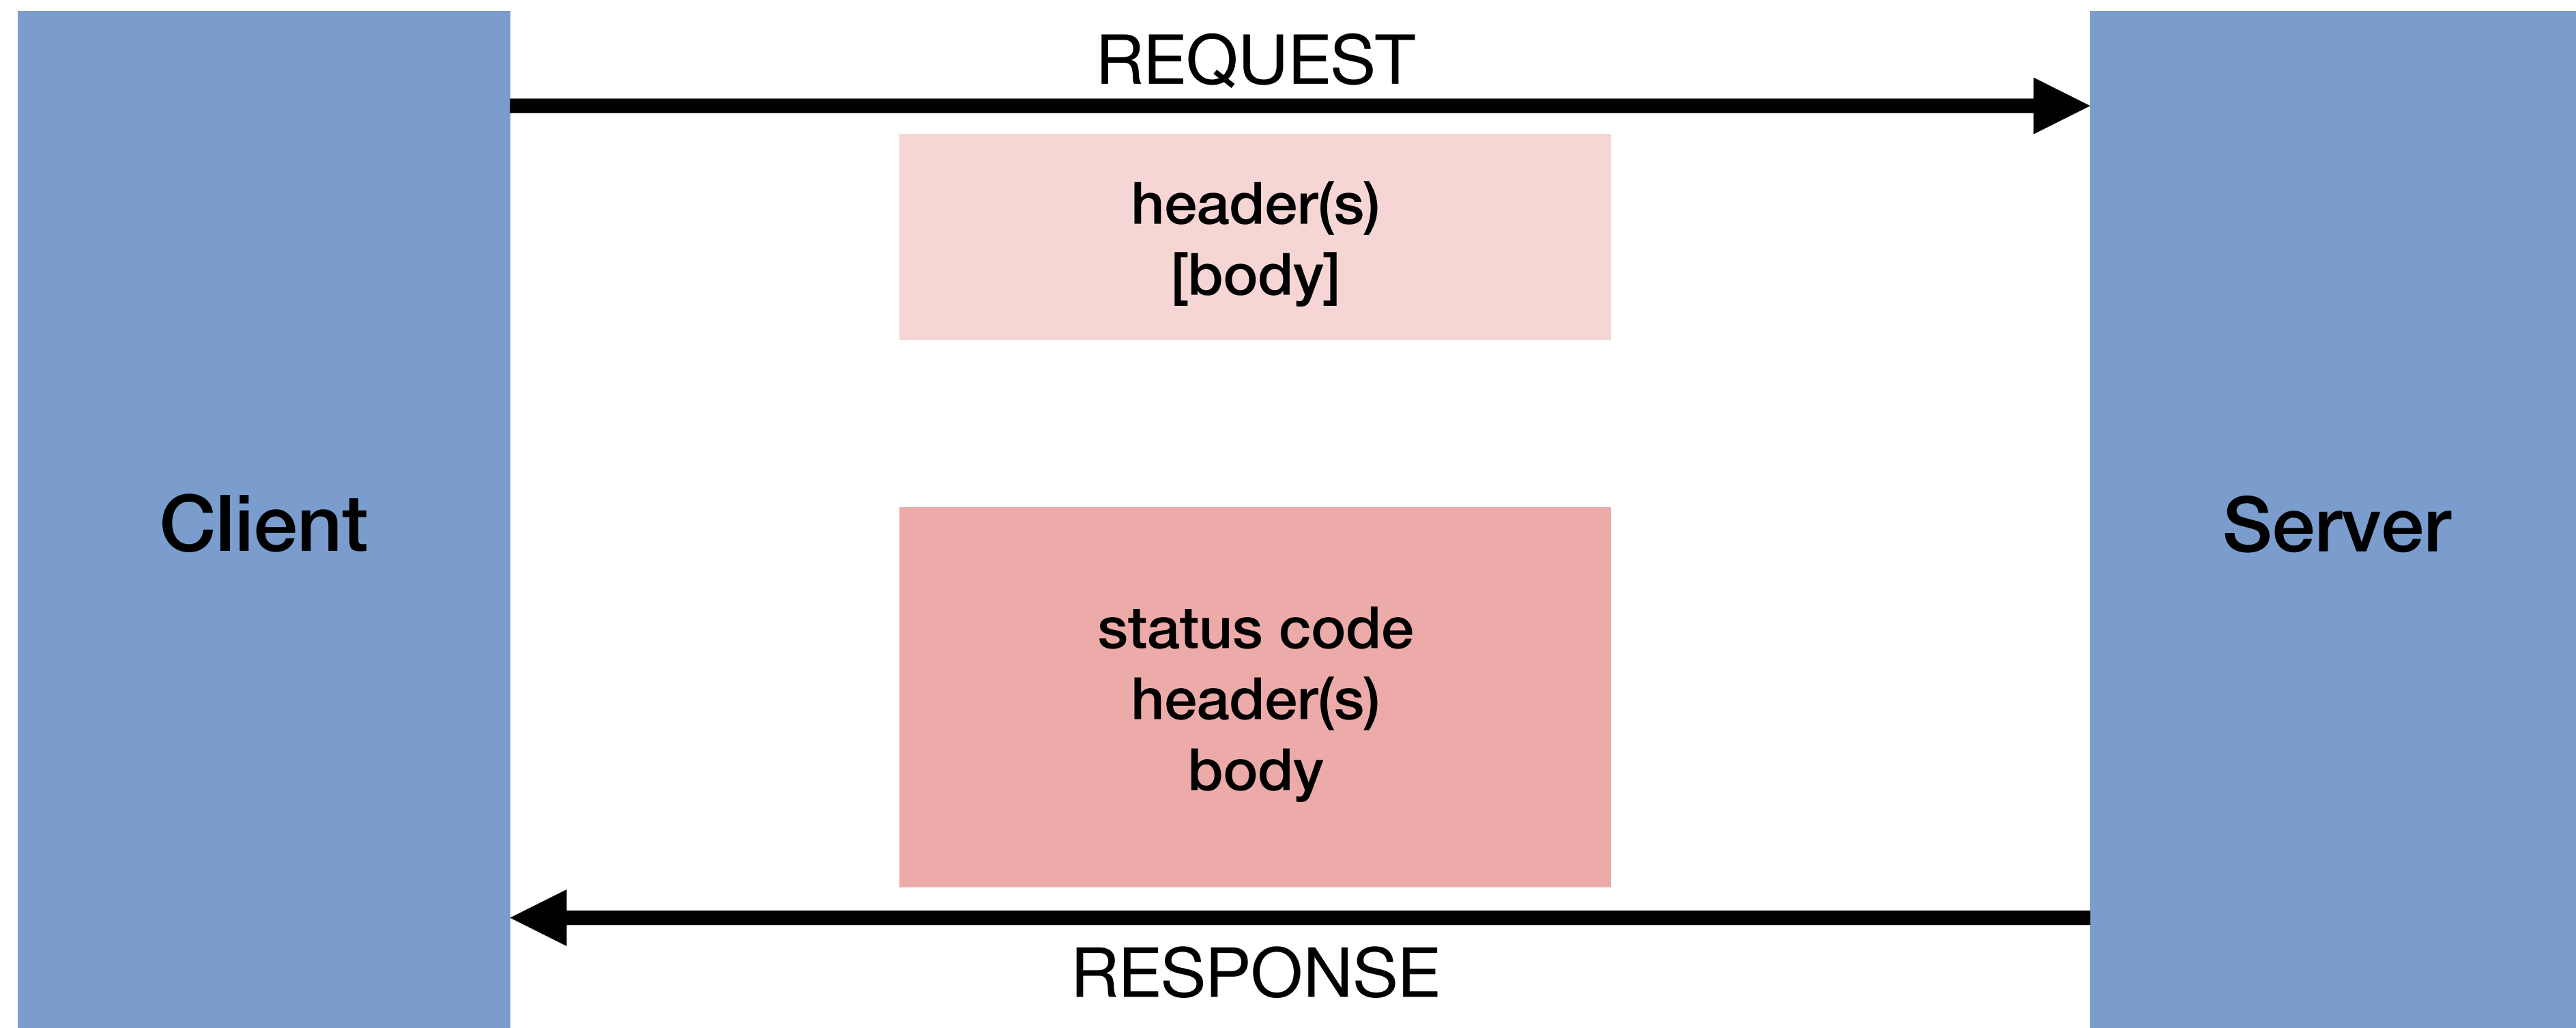 REQUEST
header(s)
[body]
Client
Server
status code
header(s)
body
RESPONSE